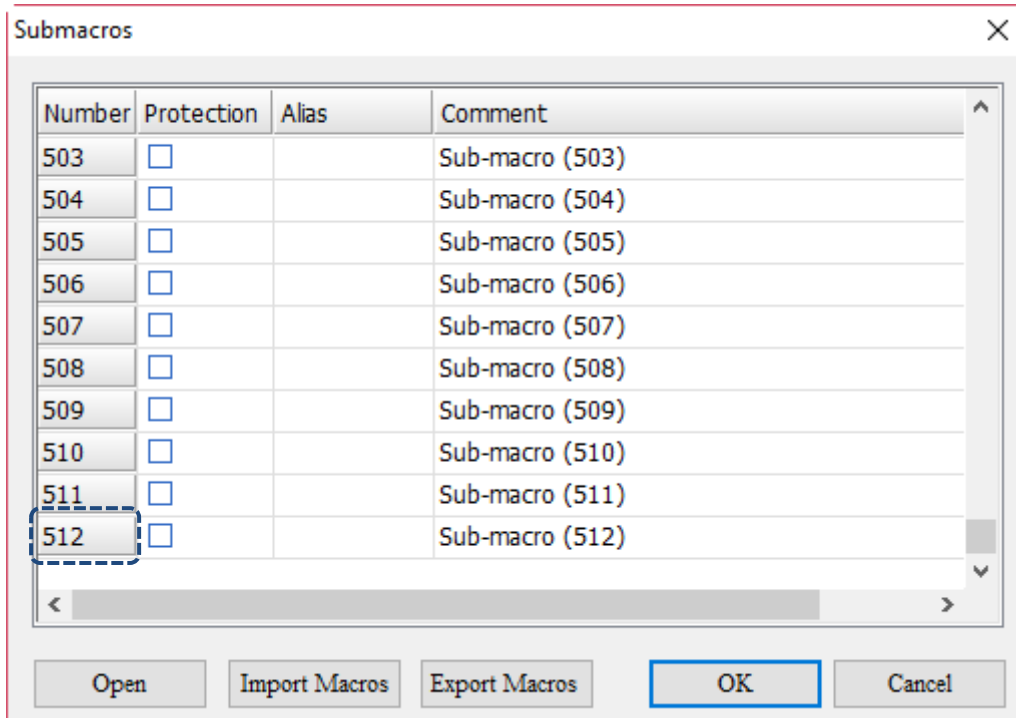 Submacros
Number Protection Alias Comment
503 Sub-macro (503)
504 Sub-macro (504)
505 Sub-macro (505)
506 Sub-macro (506)
507 Sub-macro (507)
508 Sub-macro (508)
509 Sub-macro (509)
510 Sub-macro (510)
511 Sub-macro (511)
512 Sub-macro (512)
Open Import Macros Export Macros OK Cancel